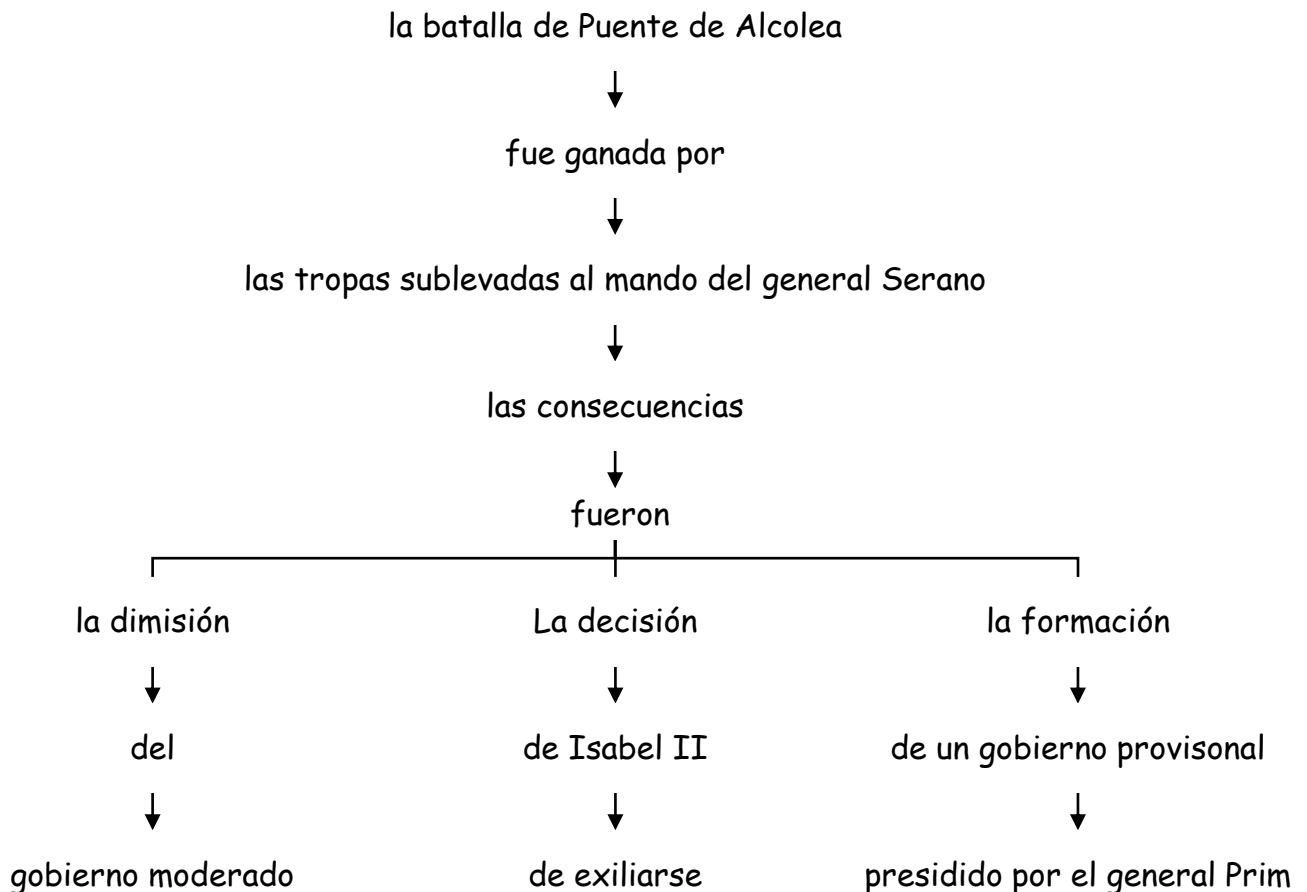 la batalla de Puente de Alcolea
fue ganada por
las tropas sublevadas al mando del general Serano
las consecuencias
fueron
la dimisión
La decisión
la formación
del
de Isabel II
de un gobierno provisonal
gobierno moderado
de exiliarse
presidido por el general Prim